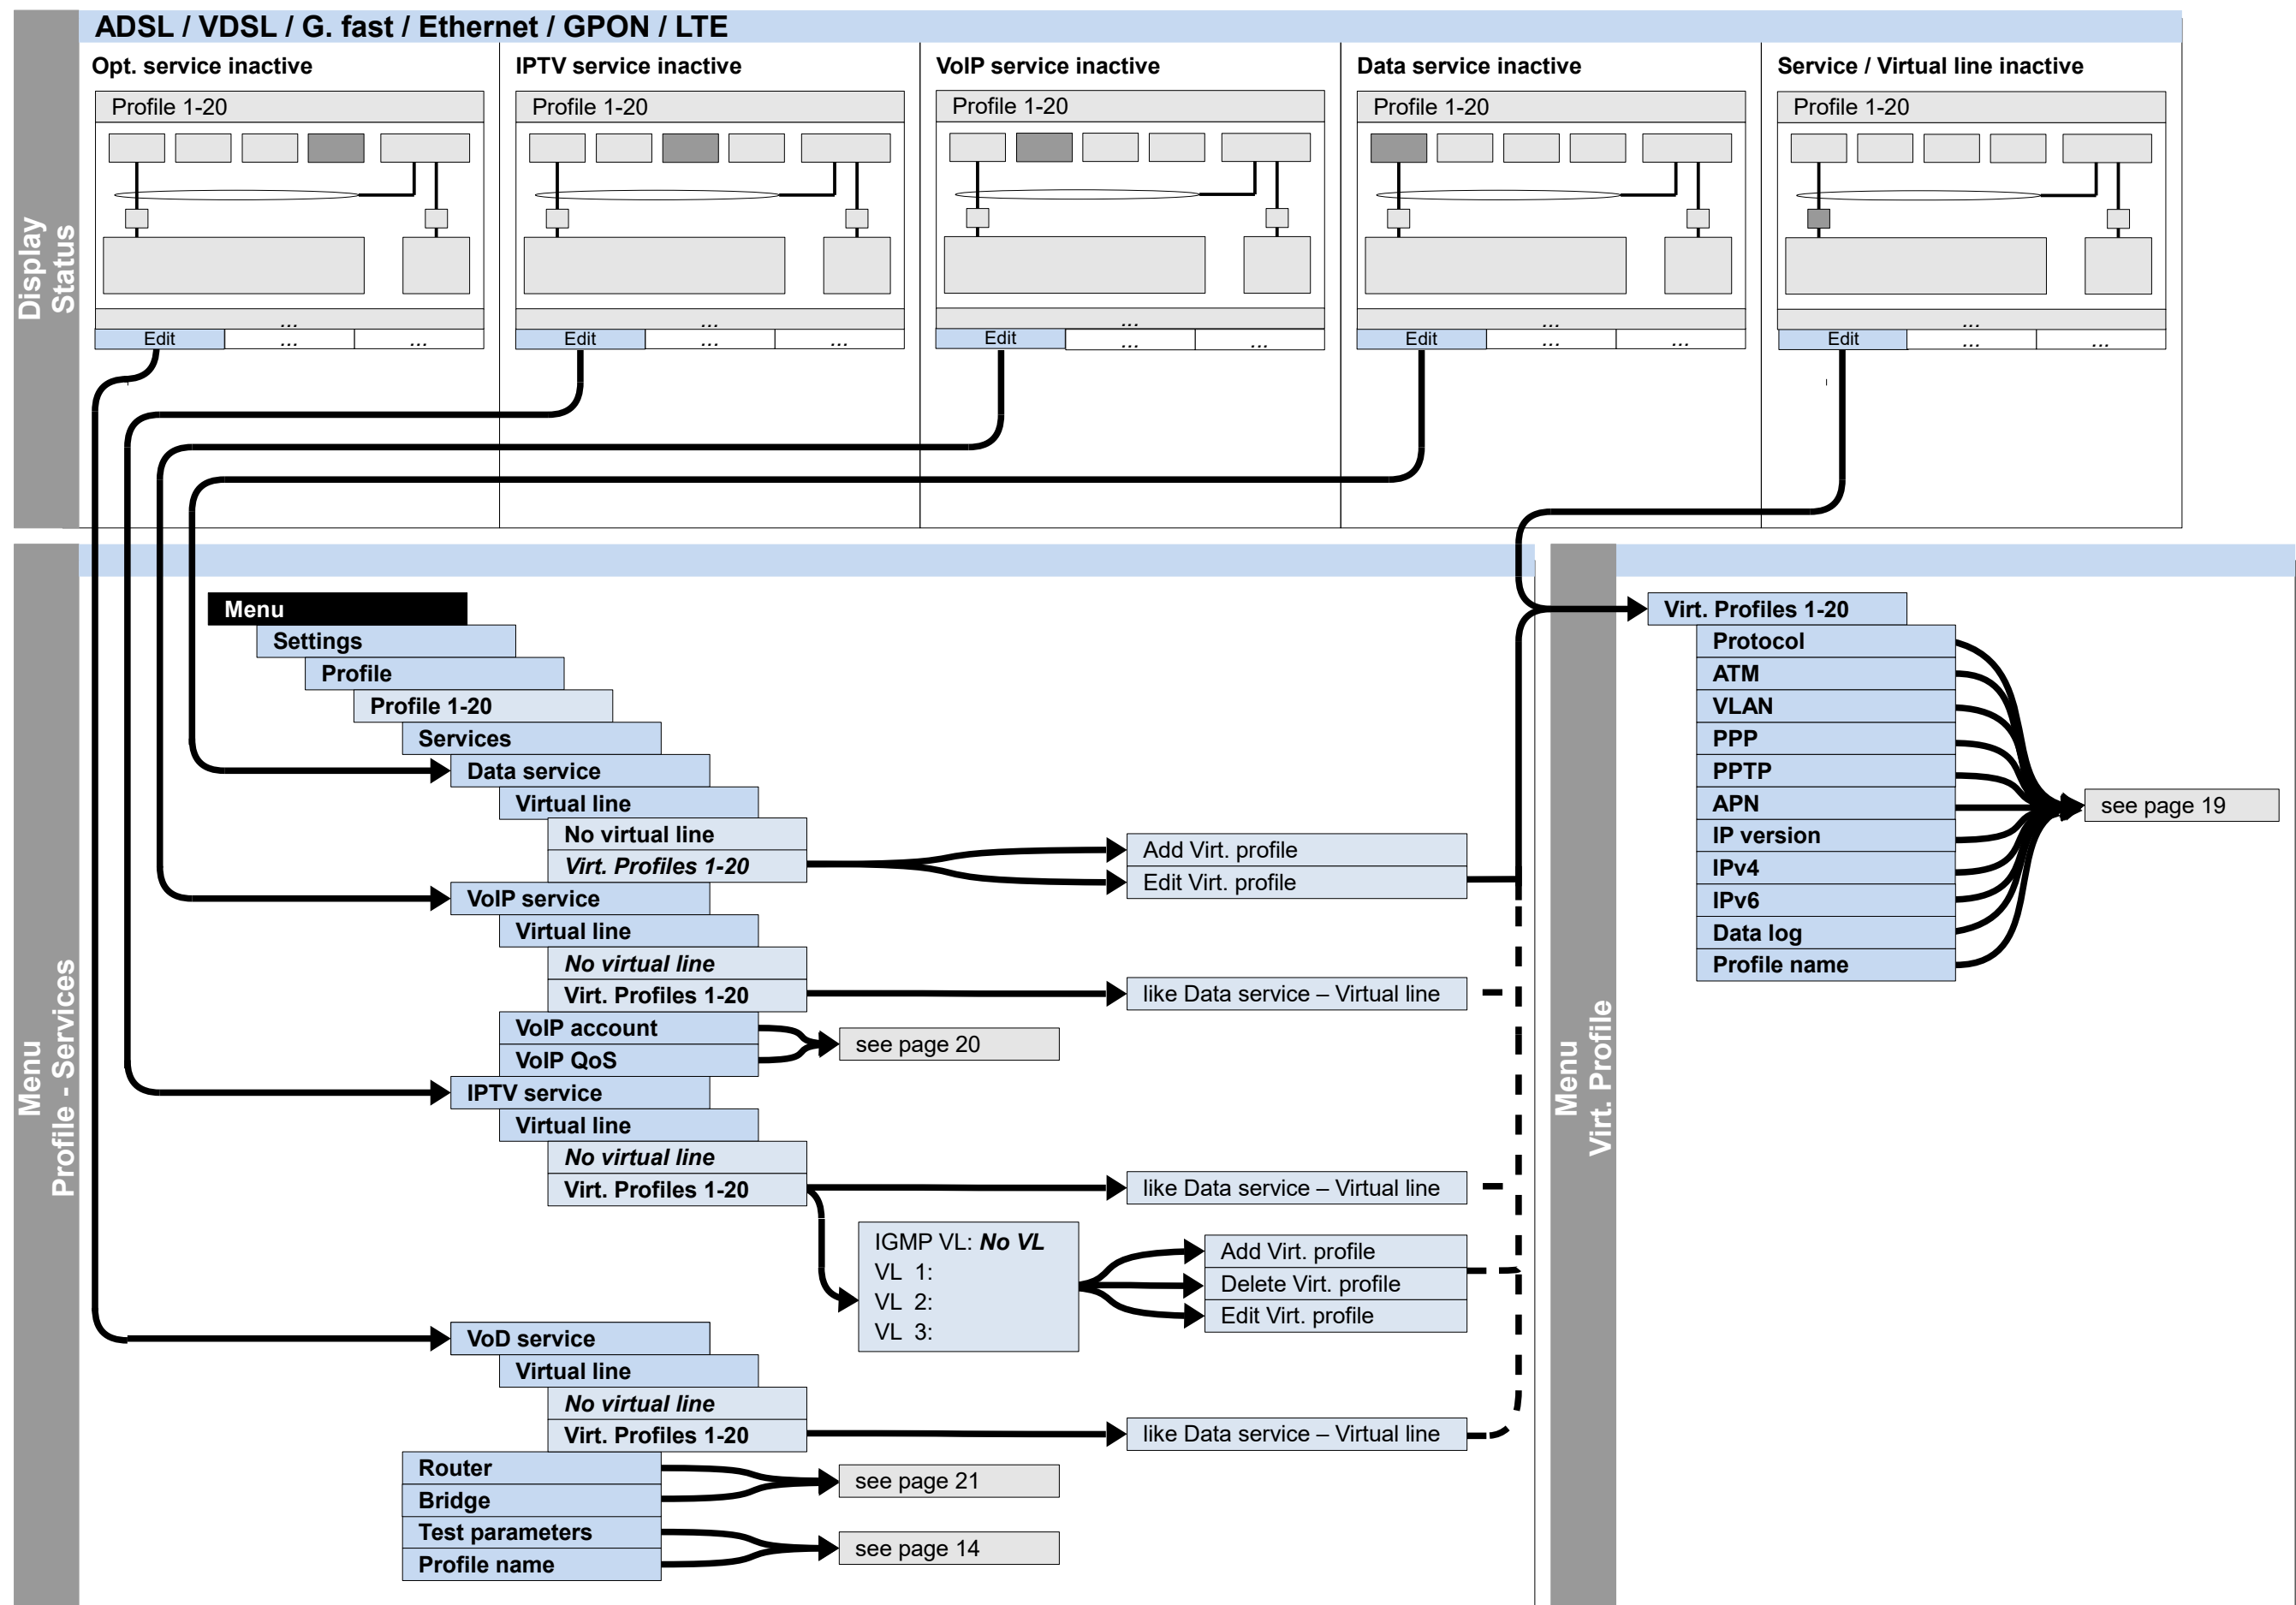 ADSL / VDSL / G. fast / Ethernet / GPON / LTE
Opt. service inactive
IPTV service inactive
VoIP service inactive
Data service inactive
Service / Virtual line inactive
Profile 1-20
Profile 1-20
Profile 1-20
Profile 1-20
Profile 1-20
...
...
...
...
...
Edit
...
...
Edit
...
...
Edit
...
...
Edit
...
...
Edit
...
...
Display
Status
Menu
Profile - Services
Menu
Settings
Profile
Profile 1-20
Services
Data service
Virtual line
No virtual line
Virt. Profiles 1-20
Add Virt. profile
Edit Virt. profile
VoIP service
Virtual line
No virtual line
Virt. Profiles 1-20
like Data service – Virtual line
VoIP account
VoIP QoS
see page 20
IPTV service
Virtual line
No virtual line
Virt. Profiles 1-20
like Data service – Virtual line
IGMP VL: No VL
VL 1:
VL 2:
VL 3:
Add Virt. profile
Delete Virt. profile
Edit Virt. profile
VoD service
Virtual line
No virtual line
Virt. Profiles 1-20
like Data service – Virtual line
Router
Bridge
see page 21
Test parameters
Profile name
see page 14
Menu
Virt. Profile
Virt. Profiles 1-20
Protocol
ATM
VLAN
PPP
PPTP
APN
IP version
IPv4
IPv6
Data log
Profile name
see page 19